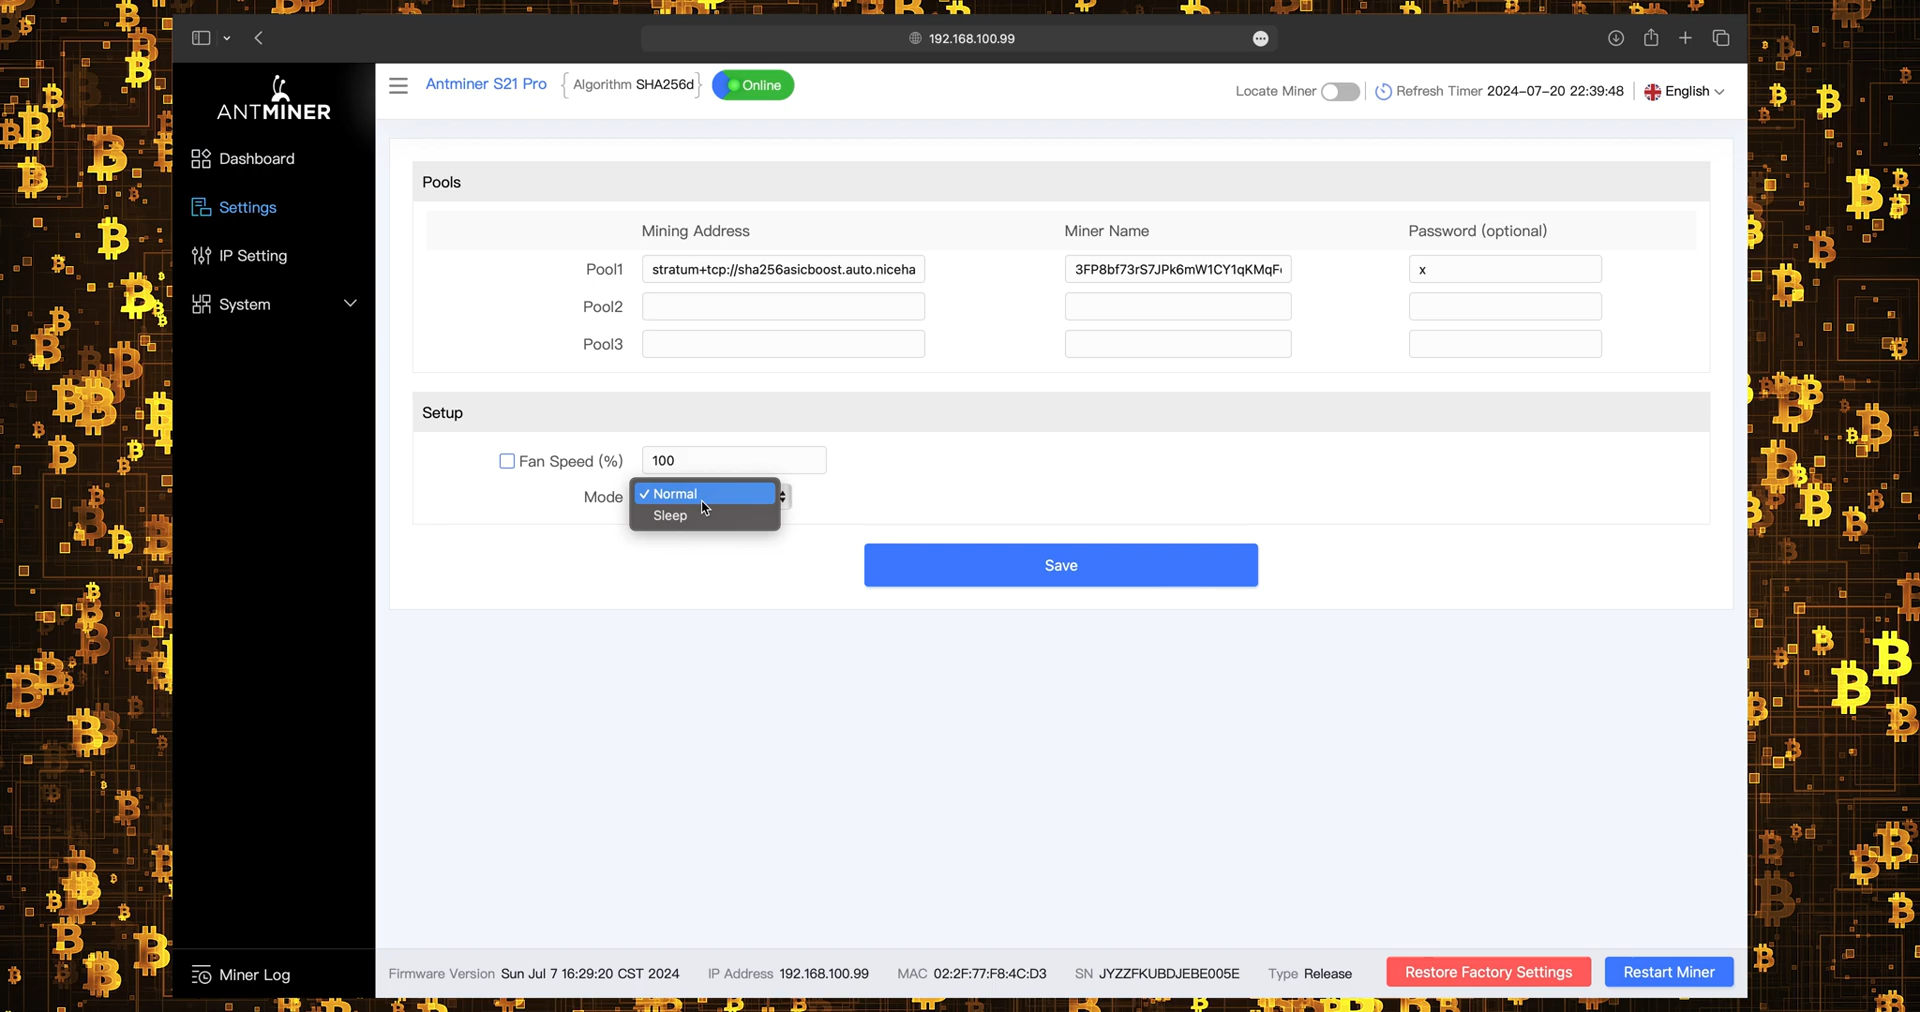 192.168.100.99
ANTMINER
Antminer S21 Pro
Algorithm SHA256d
Online
Locate Miner
Refresh Timer 2024-07-20 22:39:48
English
Dashboard
Settings
IP Setting
System
Pools
Mining Address Miner Name Password (optional)
Pool1 stratum+tcp://sha256asicboost.auto.niceha 3FP8bf73rS7JPk6mW1CY1qKMqF x
Pool2
Pool3
Setup
Fan Speed (%) 100
Mode Normal
Sleep
Save
Miner Log
Firmware Version Sun Jul 7 16:29:20 CST 2024 IP Address 192.168.100.99 MAC 02:2F:77:F8:4C:D3 SN JYZZFKUBDJEBE005E Type Release Restore Factory Settings Restart Miner